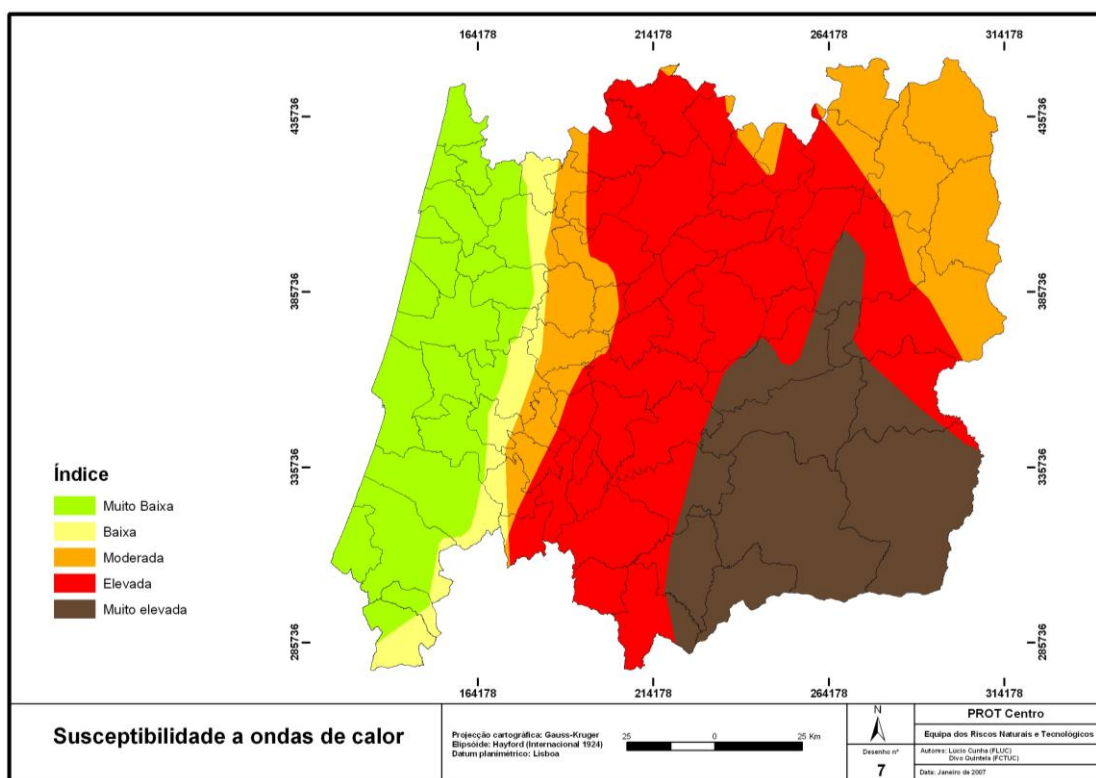 164178
214178
264178
314178
435736
435736
385736
385736
335736
335736
285736
285736
Índice
Muito Baixa
Baixa
Moderada
Elevada
Muito elevada
164178
214178
264178
314178
Susceptibilidade a ondas de calor
Projecção cartográfica: Gauss-Kruger
Elipsóide: Hayford (Internacional 1924)
Datum planimétrico: Lisboa
25 0 25 Km
N
Desenho nº
7
PROT Centro
Equipa dos Riscos Naturais e Tecnológicos
Autores: Lúcio Cunha (FLUC)
Divo Quintela (FCTUC)
Data: Janeiro de 2007